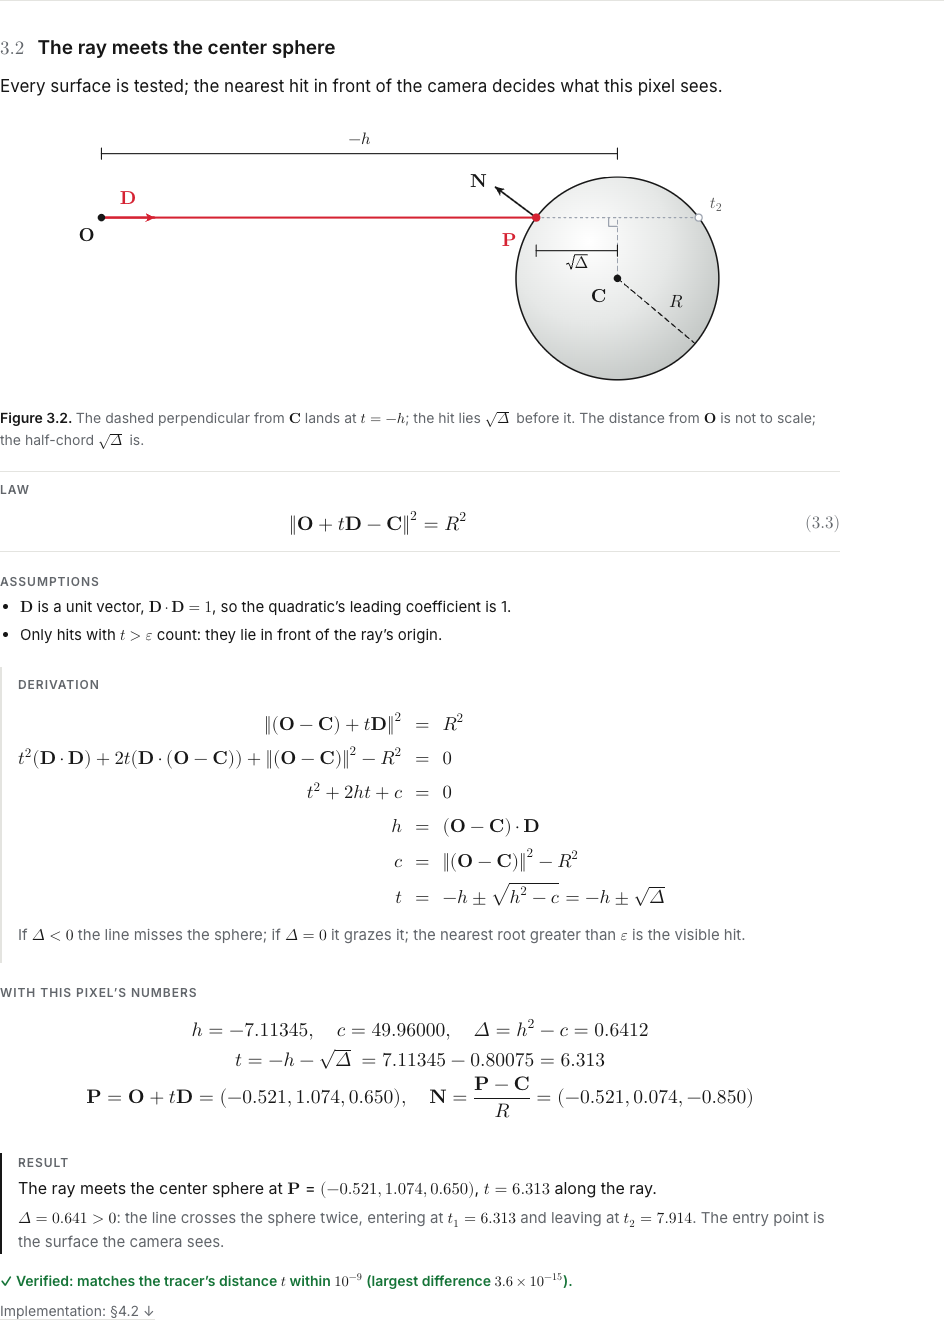 3.2 The ray meets the center sphere
Every surface is tested; the nearest hit in front of the camera decides what this pixel sees.
−h
N
D
t₂
O
P
√Δ
C
R
Figure 3.2. The dashed perpendicular from C lands at t = −h; the hit lies √Δ before it. The distance from O is not to scale;
the half-chord √Δ is.
LAW
‖O + tD − C‖² = R² (3.3)
ASSUMPTIONS
• D is a unit vector, D · D = 1, so the quadratic’s leading coefficient is 1.
• Only hits with t > ε count: they lie in front of the ray’s origin.
DERIVATION
‖(O − C) + tD‖² = R²
t²(D · D) + 2t(D · (O − C)) + ‖(O − C)‖² − R² = 0
t² + 2ht + c = 0
h = (O − C) · D
c = ‖(O − C)‖² − R²
t = −h ± √(h² − c) = −h ± √Δ
If Δ < 0 the line misses the sphere; if Δ = 0 it grazes it; the nearest root greater than ε is the visible hit.
WITH THIS PIXEL’S NUMBERS
h = −7.11345, c = 49.96000, Δ = h² − c = 0.6412
t = −h − √Δ = 7.11345 − 0.80075 = 6.313
P = O + tD = (−0.521, 1.074, 0.650), N = (P − C)/R = (−0.521, 0.074, −0.850)
RESULT
The ray meets the center sphere at P = (−0.521, 1.074, 0.650), t = 6.313 along the ray.
Δ = 0.641 > 0: the line crosses the sphere twice, entering at t₁ = 6.313 and leaving at t₂ = 7.914. The entry point is
the surface the camera sees.
✓ Verified: matches the tracer’s distance t within 10⁻⁹ (largest difference 3.6 × 10⁻¹⁵).
Implementation: §4.2 ↓